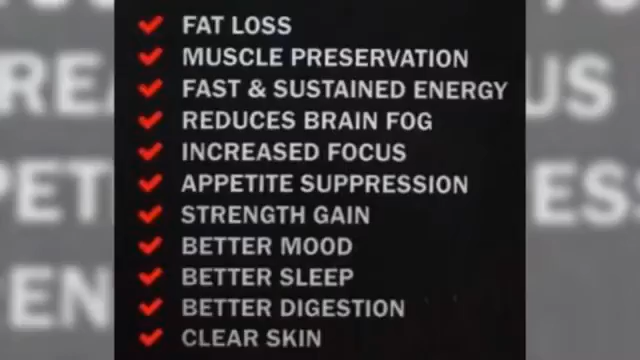 FAT LOSS
MUSCLE PRESERVATION
FAST & SUSTAINED ENERGY
REDUCES BRAIN FOG
INCREASED FOCUS
APPETITE SUPPRESSION
STRENGTH GAIN
BETTER MOOD
BETTER SLEEP
BETTER DIGESTION
CLEAR SKIN